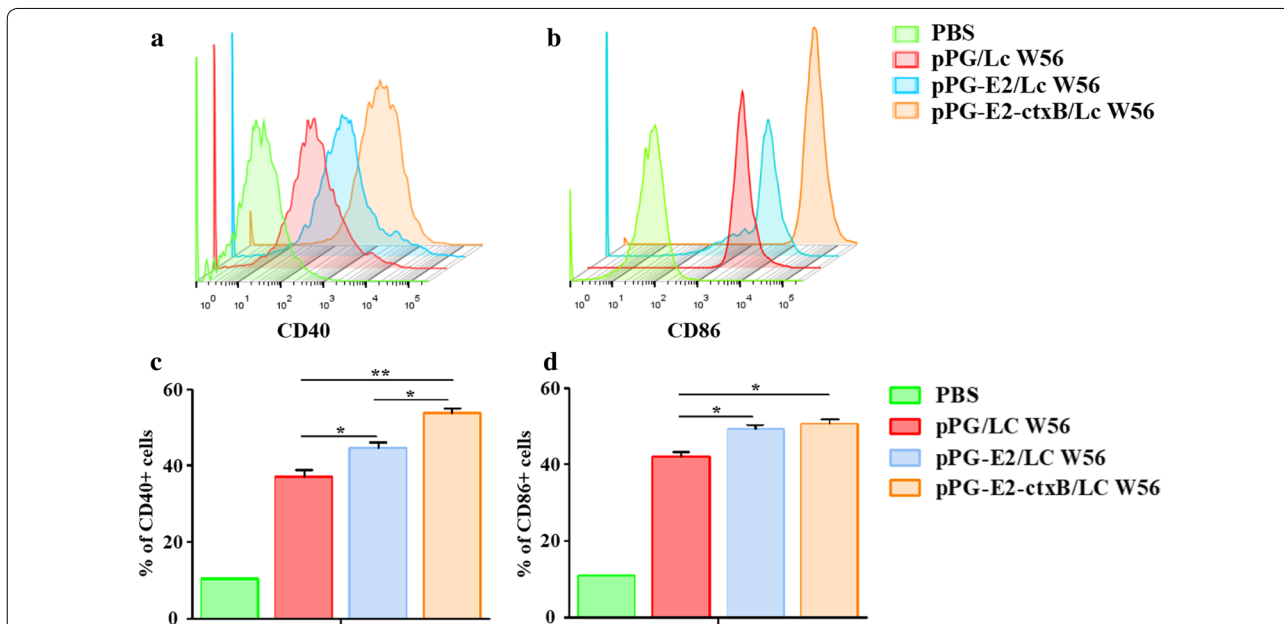 a
b
PBS
pPG/Lc W56
pPG-E2/Lc W56
pPG-E2-ctxB/Lc W56
10⁰ 10¹ 10² 10³ 10⁴ 10⁵
CD40
10⁰ 10¹ 10² 10³ 10⁴ 10⁵
CD86
c
% of CD40+ cells
60
40
20
0
**
*
*
d
% of CD86+ cells
60
40
20
0
*
*
PBS
pPG/LC W56
pPG-E2/LC W56
pPG-E2-ctxB/LC W56